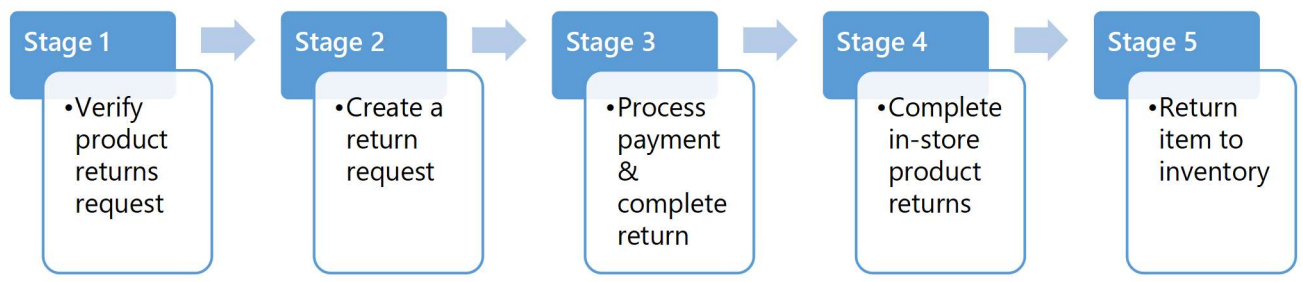 Stage 1
•Verify
product
returns
request
Stage 2
•Create a
return
request
Stage 3
•Process
payment
&
complete
return
Stage 4
•Complete
in-store
product
returns
Stage 5
•Return
item to
inventory